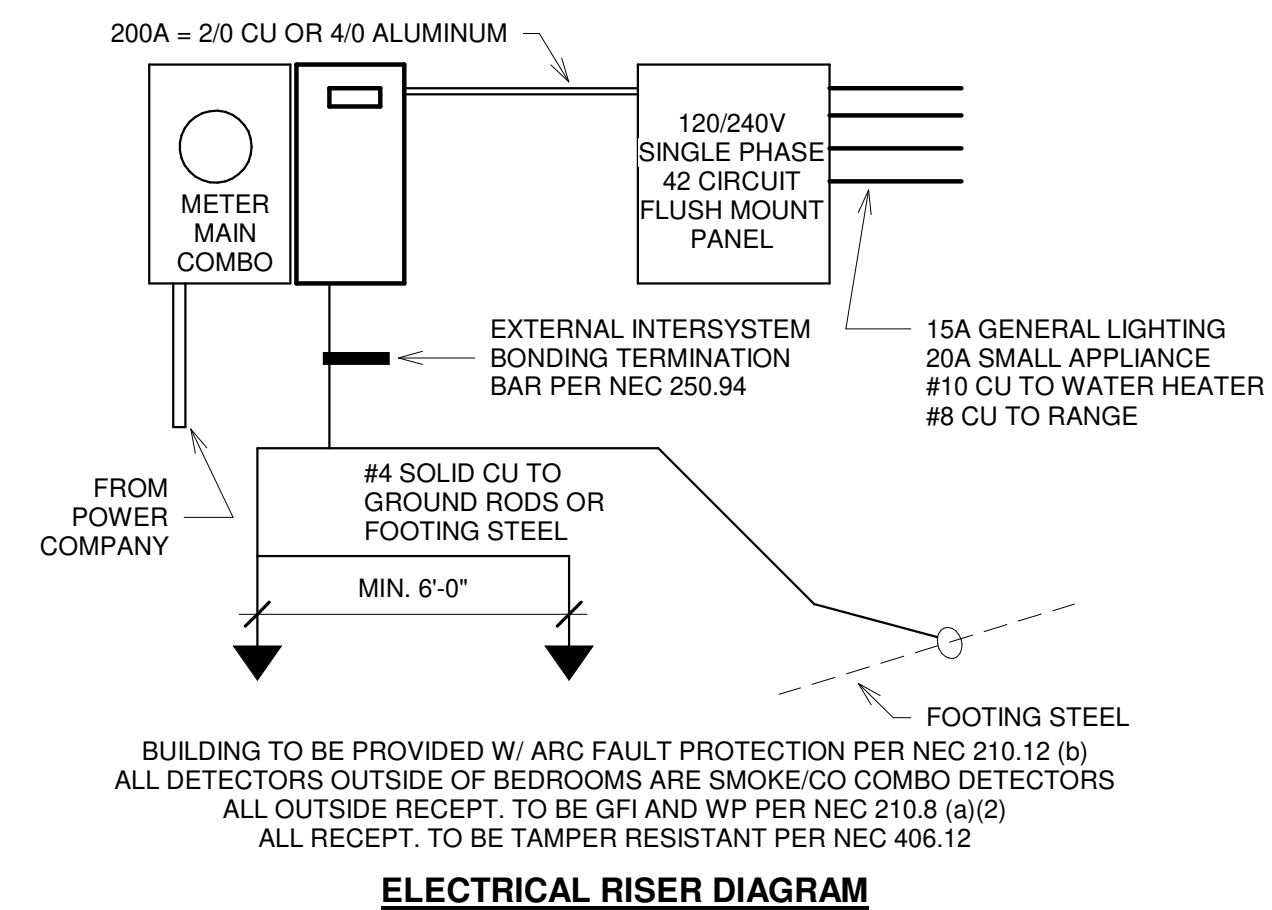 200A = 2/0 CU OR 4/0 ALUMINUM
METER
MAIN
COMBO
120/240V
SINGLE PHASE
42 CIRCUIT
FLUSH MOUNT
PANEL
EXTERNAL INTERSYSTEM
BONDING TERMINATION
BAR PER NEC 250.94
15A GENERAL LIGHTING
20A SMALL APPLIANCE
#10 CU TO WATER HEATER
#8 CU TO RANGE
FROM
POWER
COMPANY
#4 SOLID CU TO
GROUND RODS OR
FOOTING STEEL
MIN. 6'-0"
FOOTING STEEL
BUILDING TO BE PROVIDED W/ ARC FAULT PROTECTION PER NEC 210.12 (b)
ALL DETECTORS OUTSIDE OF BEDROOMS ARE SMOKE/CO COMBO DETECTORS
ALL OUTSIDE RECEPT. TO BE GFI AND WP PER NEC 210.8 (a)(2)
ALL RECEPT. TO BE TAMPER RESISTANT PER NEC 406.12
ELECTRICAL RISER DIAGRAM